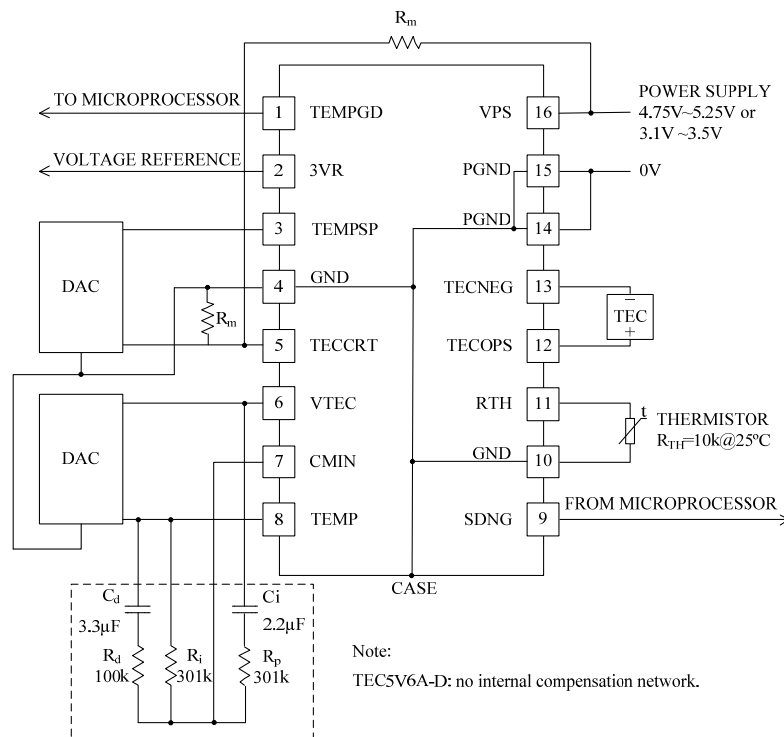 Rm
TO MICROPROCESSOR
1
TEMPGD
VPS
16
POWER SUPPLY
4.75V~5.25V or
3.1V ~3.5V
VOLTAGE REFERENCE
2
3VR
PGND
15
0V
3
TEMPSP
PGND
14
DAC
4
GND
TECNEG
13
Rm
TEC
− +
5
TECCRT
TECOPS
12
6
VTEC
RTH
11
t
THERMISTOR
RTH=10k@25ºC
DAC
7
CMIN
GND
10
8
TEMP
SDNG
9
FROM MICROPROCESSOR
CASE
Cd
3.3µF
Ci
2.2µF
Rd
100k
Ri
301k
Rp
301k
Note:
TEC5V6A-D: no internal compensation network.